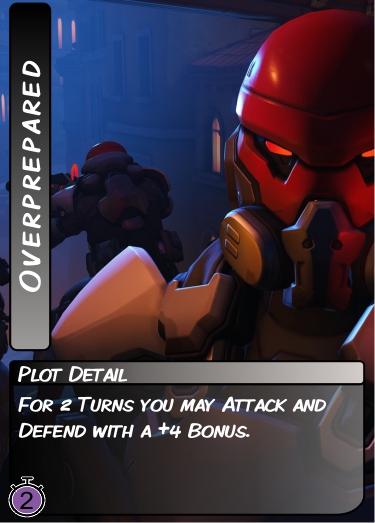 OVERPREPARED
PLOT DETAIL
FOR 2 TURNS YOU MAY ATTACK AND
DEFEND WITH A +4 BONUS.
2